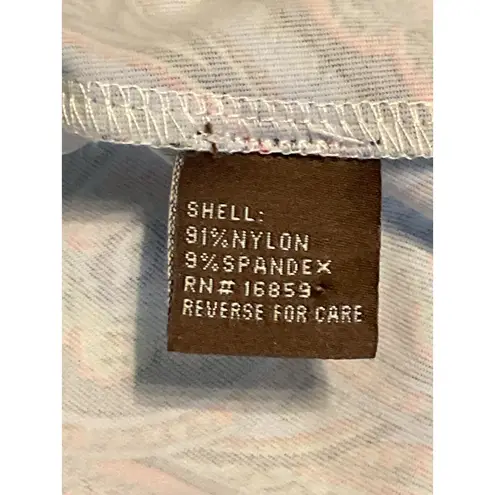 SHELL:
91%NYLON
9%SPANDEX
RN# 16859
REVERSE FOR CARE